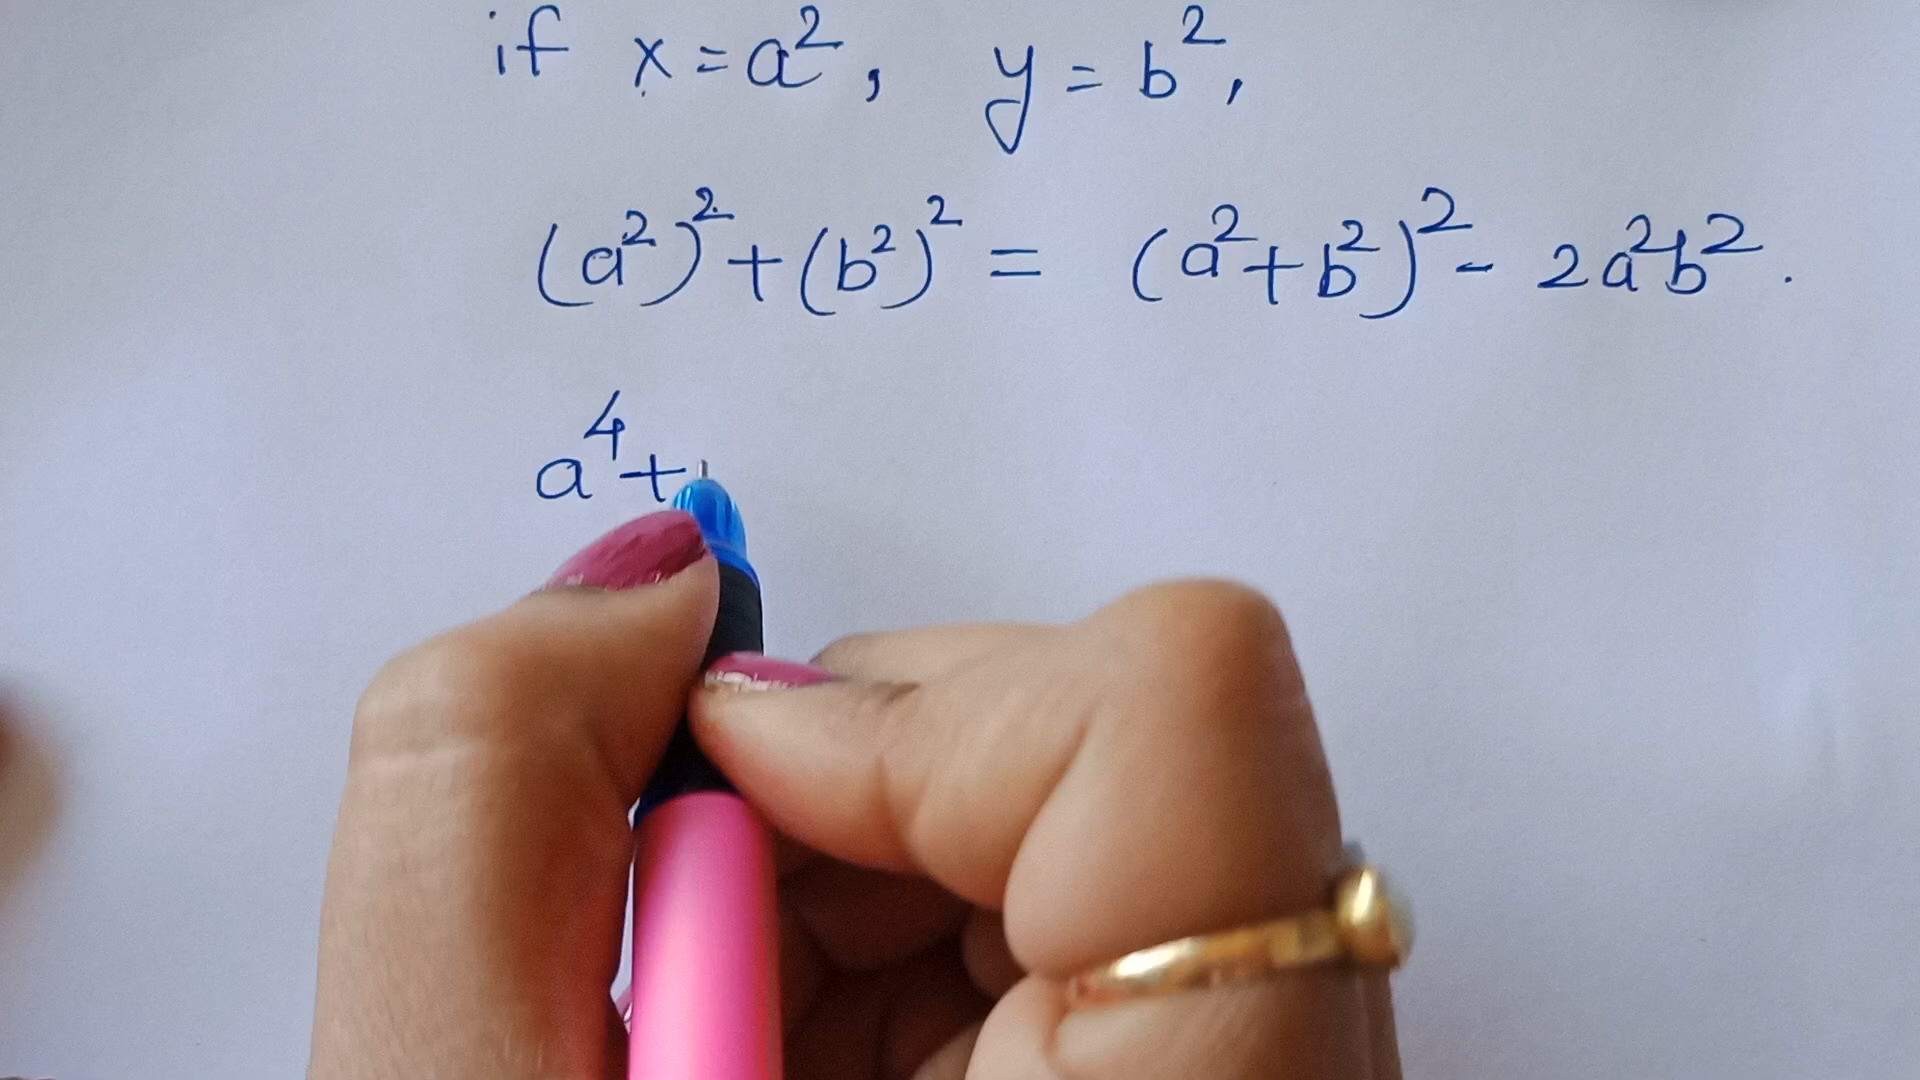 if x = a², y = b²,
(a²)² + (b²)² = (a² + b²)² - 2a²b².
a⁴ +